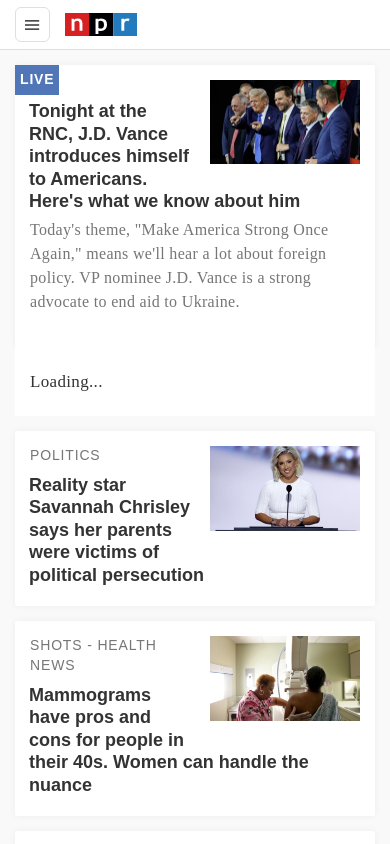 npr
LIVE
Tonight at the
RNC, J.D. Vance
introduces himself
to Americans.
Here's what we know about him
Today's theme, "Make America Strong Once
Again," means we'll hear a lot about foreign
policy. VP nominee J.D. Vance is a strong
advocate to end aid to Ukraine.
Loading...
POLITICS
Reality star
Savannah Chrisley
says her parents
were victims of
political persecution
SHOTS - HEALTH
NEWS
Mammograms
have pros and
cons for people in
their 40s. Women can handle the
nuance